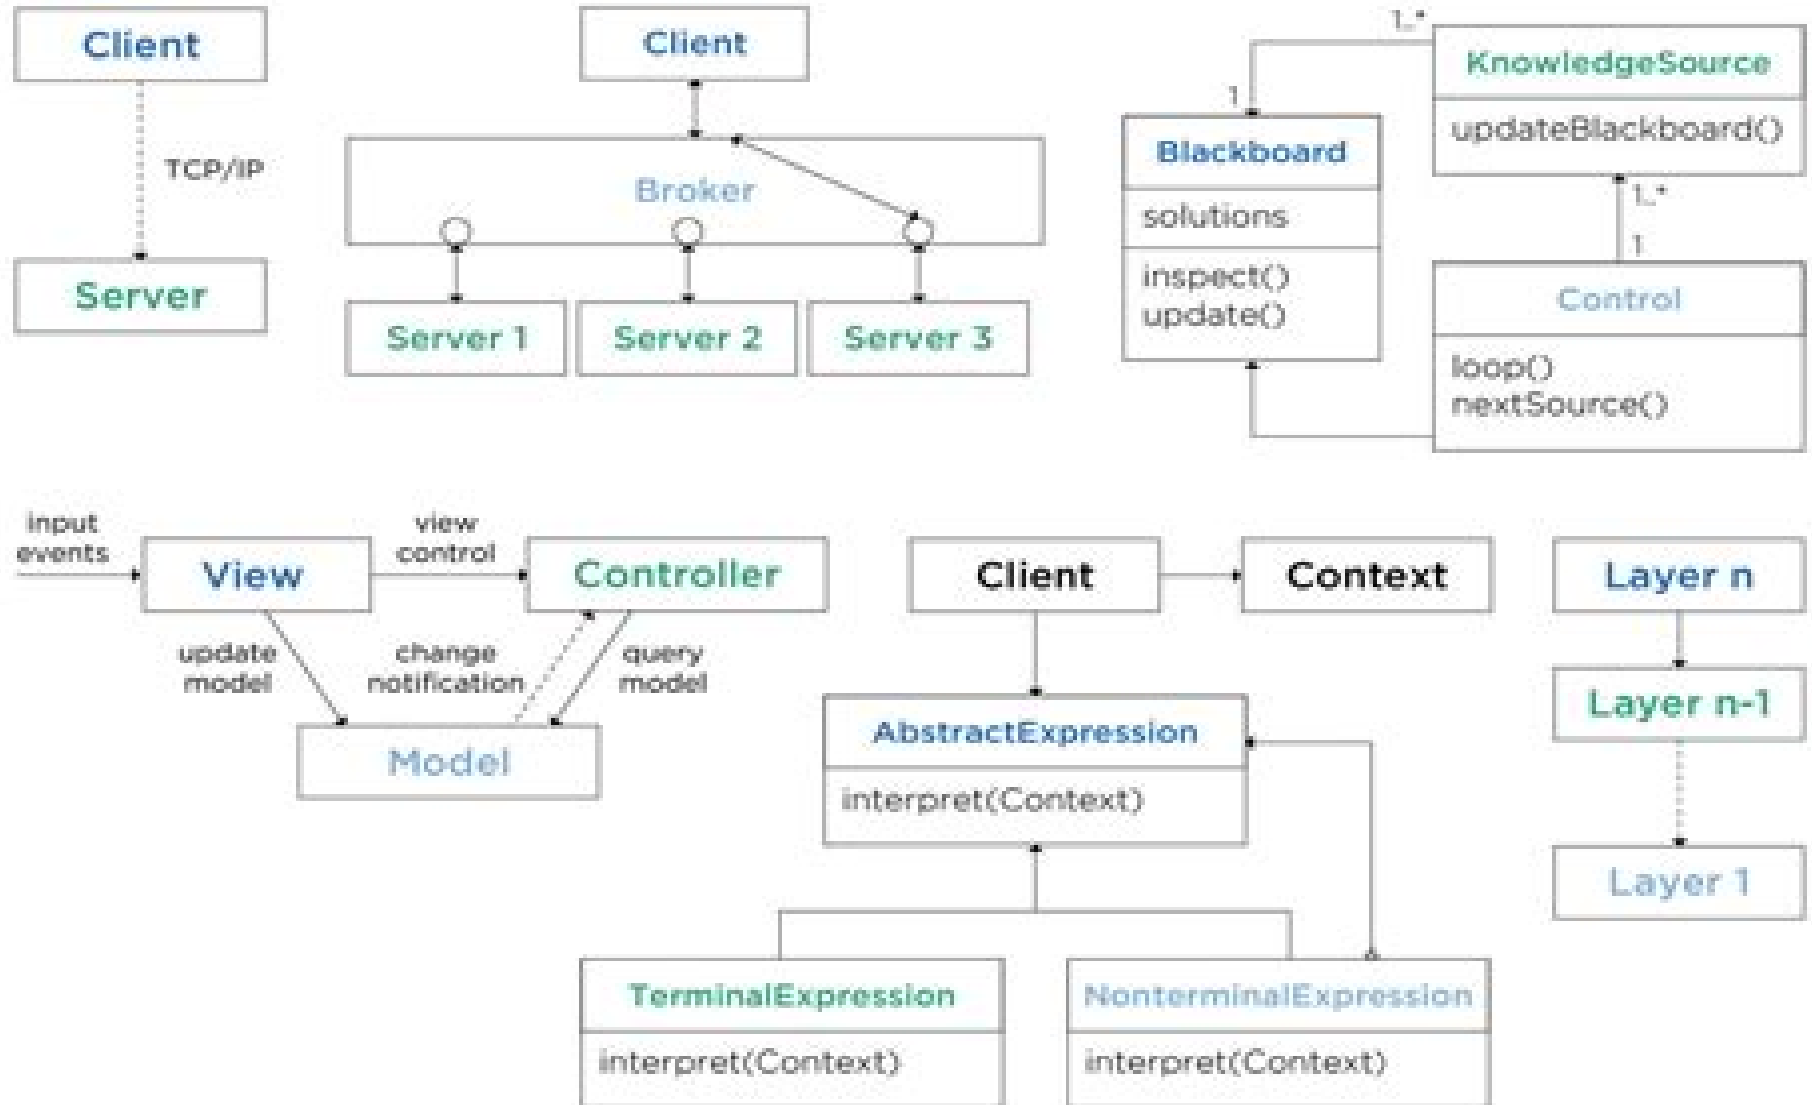 Client
TCP/IP
Server
Client
Broker
Server 1
Server 2
Server 3
1..*
1
KnowledgeSource
updateBlackboard()
Blackboard
solutions
inspect()
update()
1..*
1
Control
loop()
nextSource()
input
events
View
view
control
Controller
update
model
change
notification
query
model
Model
Client
Context
AbstractExpression
interpret(Context)
TerminalExpression
interpret(Context)
NonterminalExpression
interpret(Context)
Layer n
Layer n-1
Layer 1